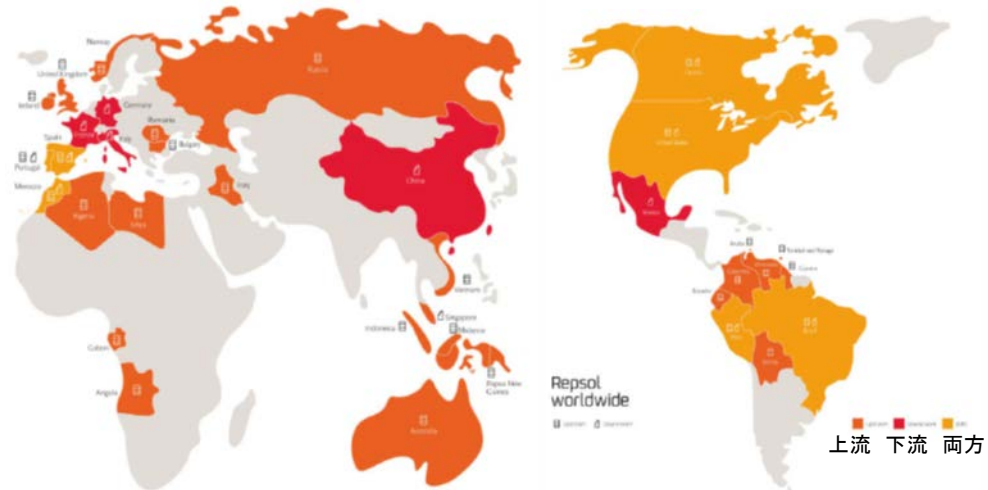 Norway
Russia
United Kingdom
Ireland
Germany
France
Romania
Italy
Bulgaria
Spain
Portugal
Morocco
Iraq
Algeria
Libya
China
Vietnam
Singapore
Indonesia
Malaysia
Gabon
Papua New
Guinea
Angola
Australia
United States
Mexico
Aruba
Trinidad and Tobago
Guyana
Colombia
Ecuador
Peru
Brazil
Bolivia
Repsol
worldwide
上流 下流 両方